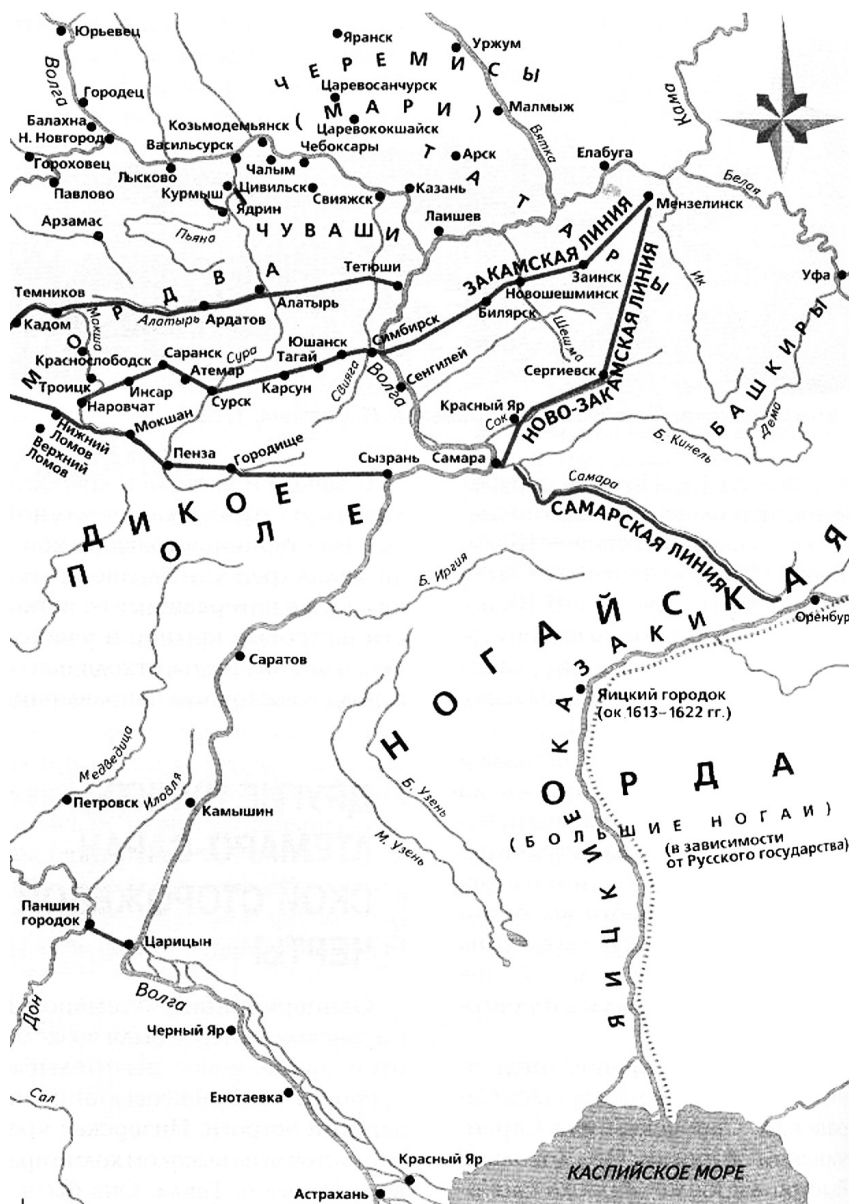 Юрьевец
Яранск
Уржум
Волга
ЧЕРЕМИСЫ
Городец
Царевосанчурск
(МАРИ)
Малмыж
Кама
Балахна
Козьмодемьянск
Царевококшайск
Н. Новгород
Васильсурск
Чебоксары
Вятка
Гороховец
Арск
Елабуга
Лысково
Чалым
Белая
Павлово
Курмыш
Цивильск
Казань
ТАТАРЫ
Мензелинск
Ядрин
Свияжск
Арзамас
Лаишев
Пьяна
ЧУВАШИ
ЗАКАМСКАЯ ЛИНИЯ
Ик
Тетюши
Заинск
Уфа
МОРДВА
Новошешминск
Темников
Алатырь
Билярск
Кадом
Алатырь
Ардатов
Симбирск
Шешма
Мокша
Юшанск
Краснослободск
Саранск
Сура
Тагай
НОВО-ЗАКАМСКАЯ ЛИНИЯ
Атемар
Волга
Сенгилей
Сергиевск
БАШКИРЫ
Троицк
Инсар
Карсун
Свияга
Наровчат
Сурск
Красный Яр
Сок
Демо
Мокшан
Нижний
Ломов
Верхний
Ломов
Б. Кинель
Пенза
Городище
Сызрань
Самара
Самара
ДИКОЕ
ПОЛЕ
САМАРСКАЯ ЛИНИЯ
Б. Иргия
НОГАЙСКАЯ
Оренбур
Саратов
ЯИЦКИЕ КАЗАКИ
Яицкий городок
(ок 1613–1622 гг.)
Медведица
Иловля
Б. Узень
ОРДА
Петровск
Камышин
(БОЛЬШИЕ НОГАИ)
М. Узень
(в зависимости
от Русского государства)
Паншин
городок
Царицын
Дон
Волга
Черный Яр
Сал
Енотаевка
Красный Яр
Астрахань
КАСПИЙСКОЕ МОРЕ